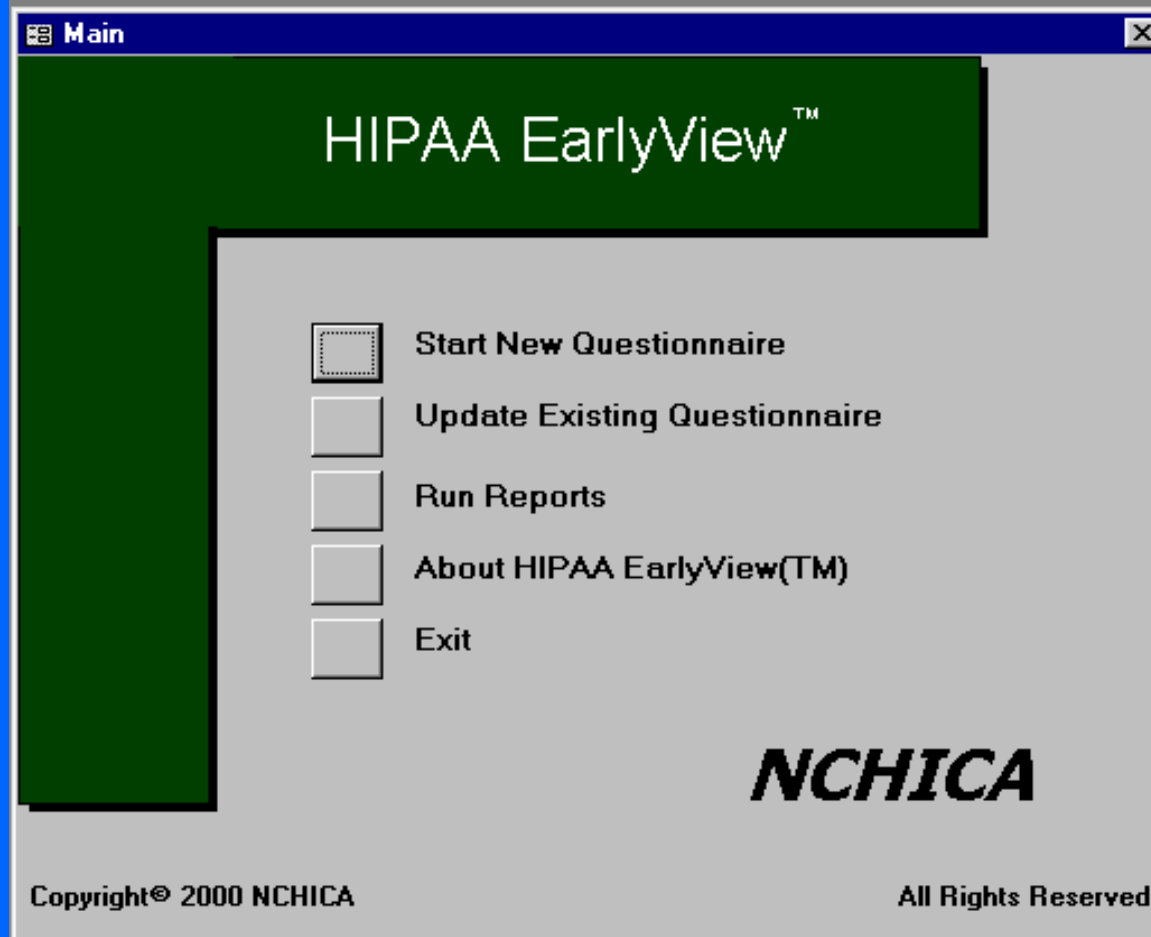 Main
HIPAA EarlyView™
Start New Questionnaire
Update Existing Questionnaire
Run Reports
About HIPAA EarlyView(TM)
Exit
NCHICA
Copyright© 2000 NCHICA
All Rights Reserved